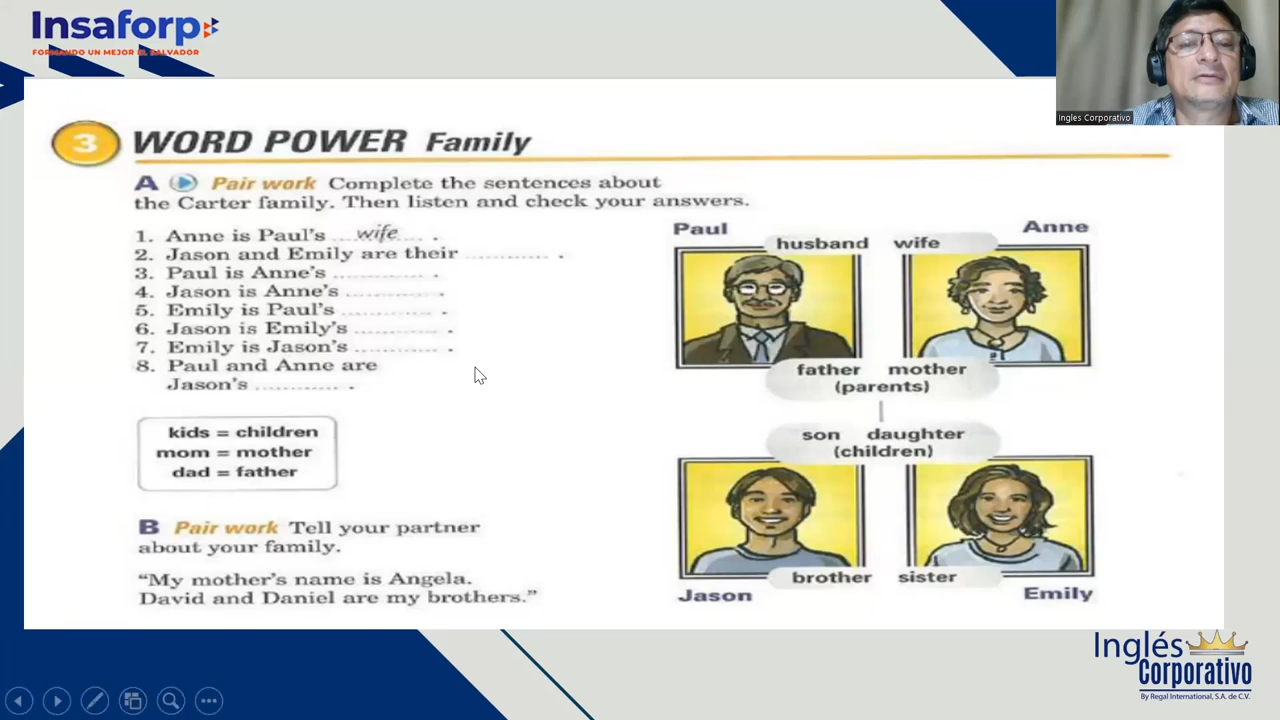 Insaforp
FORMANDO UN MEJOR EL SALVADOR
Ingles Corporativo
3 WORD POWER Family
A Pair work Complete the sentences about
the Carter family. Then listen and check your answers.
1. Anne is Paul's ....wife.... .
2. Jason and Emily are their ............ .
3. Paul is Anne's ............ .
4. Jason is Anne's ............ .
5. Emily is Paul's ............ .
6. Jason is Emily's ............ .
7. Emily is Jason's ............ .
8. Paul and Anne are
Jason's ............ .
kids = children
mom = mother
dad = father
B Pair work Tell your partner
about your family.
"My mother's name is Angela.
David and Daniel are my brothers."
Paul Anne
husband wife
father mother
(parents)
son daughter
(children)
brother sister
Jason Emily
Inglés
Corporativo
By Regal International, S.A. de C.V.